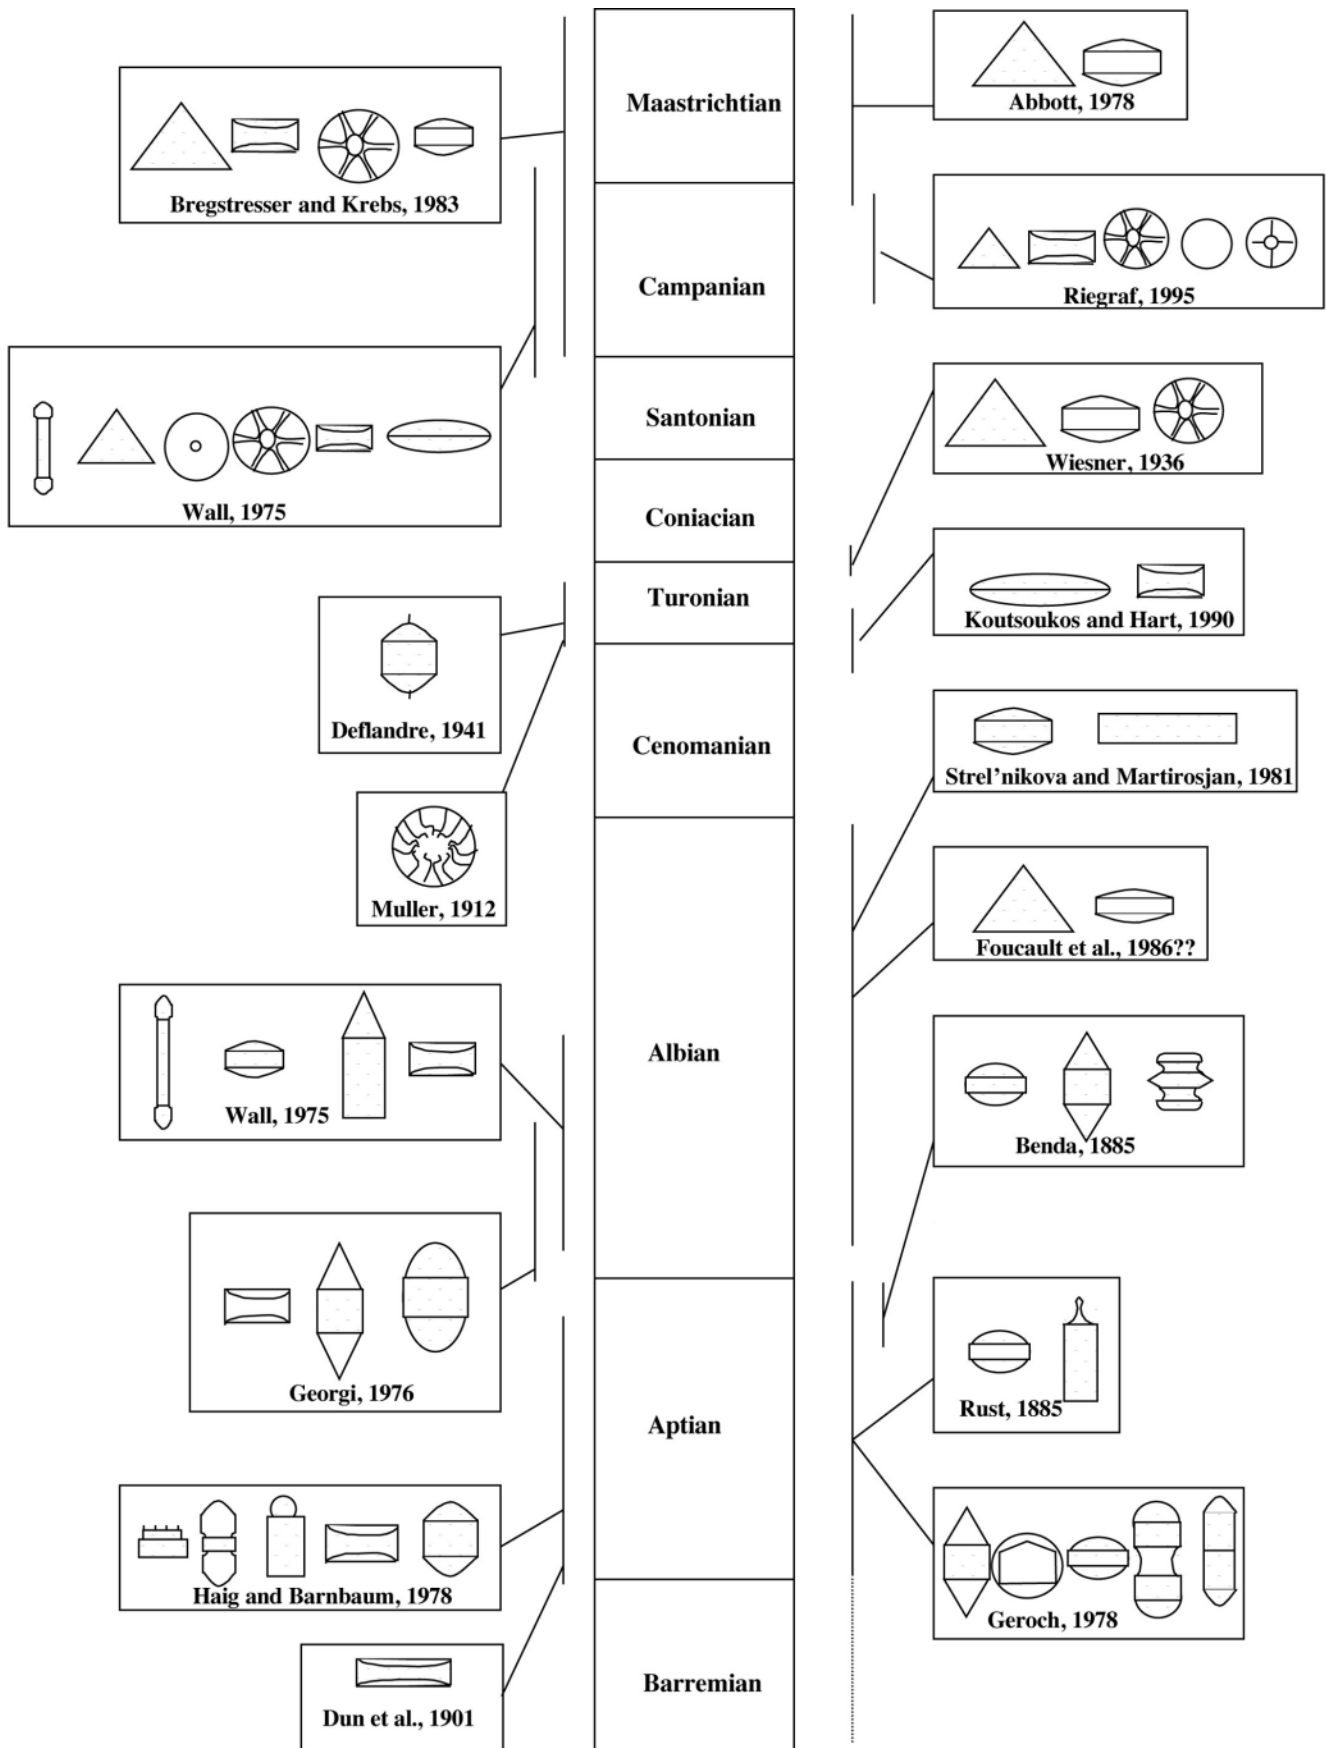 Maastrichtian
Campanian
Santonian
Coniacian
Turonian
Cenomanian
Albian
Aptian
Barremian
Bregstresser and Krebs, 1983
Wall, 1975
Deflandre, 1941
Muller, 1912
Wall, 1975
Georgi, 1976
Haig and Barnbaum, 1978
Dun et al., 1901
Abbott, 1978
Riegraf, 1995
Wiesner, 1936
Koutsoukos and Hart, 1990
Strel'nikova and Martirosjan, 1981
Foucault et al., 1986??
Benda, 1885
Rust, 1885
Geroch, 1978